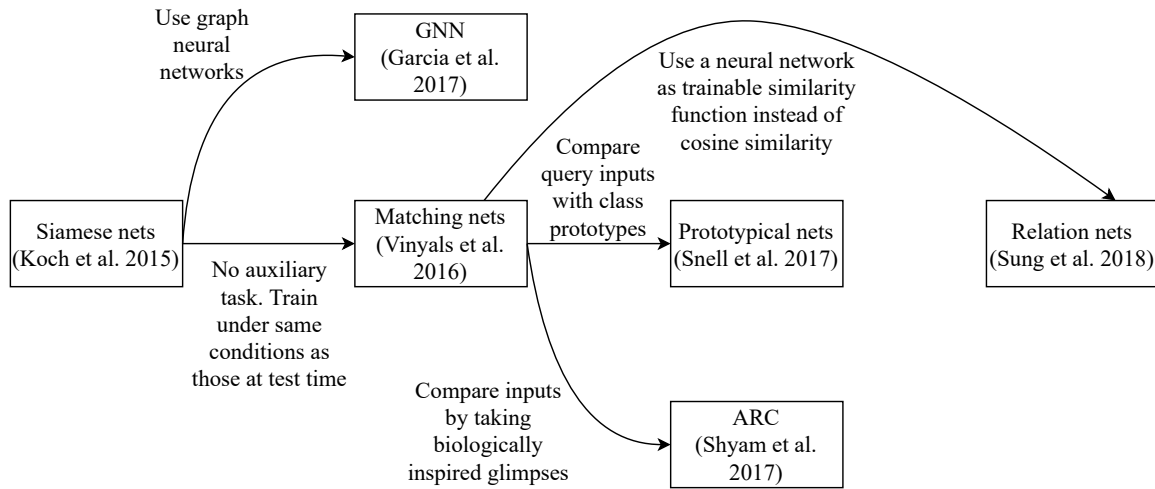 Use graph
neural
networks
GNN
(Garcia et al.
2017)
Use a neural network
as trainable similarity
function instead of
cosine similarity
Compare
query inputs
with class
prototypes
Siamese nets
(Koch et al. 2015)
Matching nets
(Vinyals et al.
2016)
Prototypical nets
(Snell et al. 2017)
Relation nets
(Sung et al. 2018)
No auxiliary
task. Train
under same
conditions as
those at test time
Compare inputs
by taking
biologically
inspired glimpses
ARC
(Shyam et al.
2017)